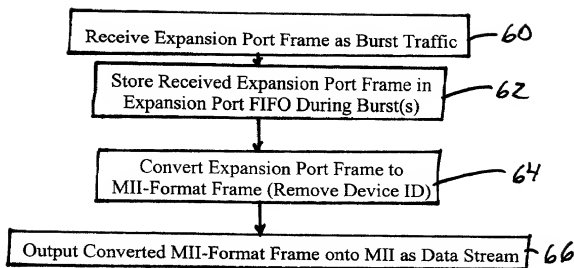 Receive Expansion Port Frame as Burst Traffic 60
Store Received Expansion Port Frame in
Expansion Port FIFO During Burst(s) 62
Convert Expansion Port Frame to
MII-Format Frame (Remove Device ID) 64
Output Converted MII-Format Frame onto MII as Data Stream 66